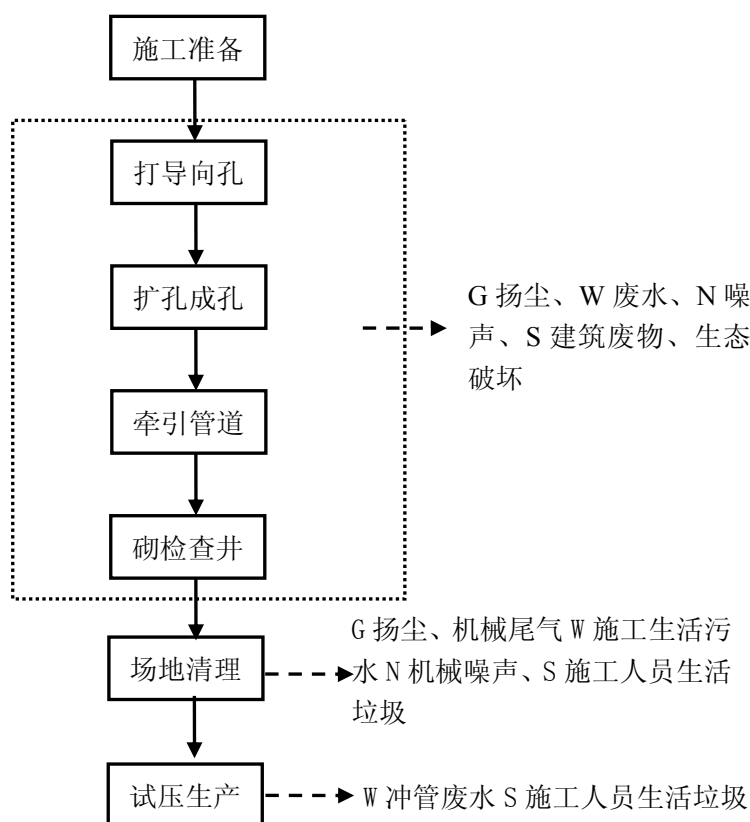 施工准备
打导向孔
扩孔成孔
G 扬尘、W 废水、N 噪
声、S 建筑废物、生态
破坏
牵引管道
砌检查井
场地清理
G 扬尘、机械尾气 W 施工生活污
水 N 机械噪声、S 施工人员生活
垃圾
试压生产
W 冲管废水 S 施工人员生活垃圾